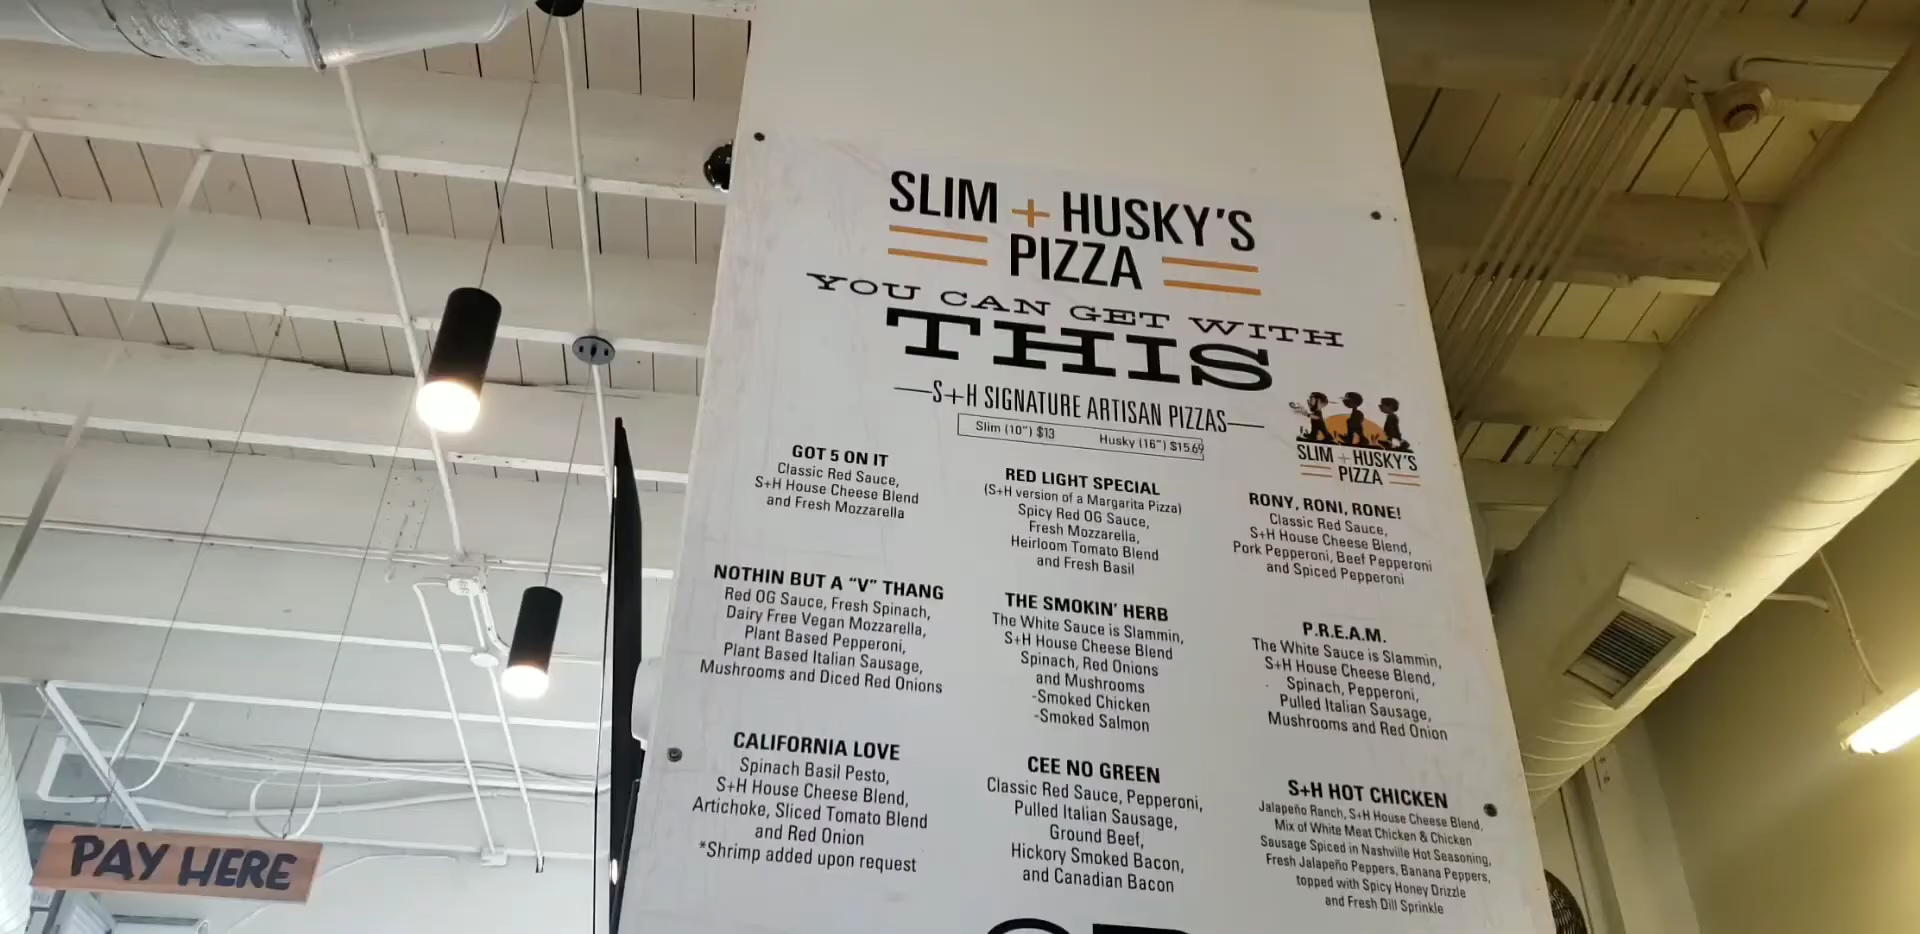 SLIM + HUSKY'S
PIZZA
YOU CAN GET WITH
THIS
S+H SIGNATURE ARTISAN PIZZAS
Slim (10") $13 Husky (16") $15.69
SLIM + HUSKY'S
PIZZA
GOT 5 ON IT
Classic Red Sauce,
S+H House Cheese Blend
and Fresh Mozzarella
RED LIGHT SPECIAL
(S+H version of a Margarita Pizza)
Spicy Red OG Sauce,
Fresh Mozzarella,
Heirloom Tomato Blend
and Fresh Basil
RONY, RONI, RONE!
Classic Red Sauce,
S+H House Cheese Blend,
Pork Pepperoni, Beef Pepperoni
and Spiced Pepperoni
NOTHIN BUT A "V" THANG
Red OG Sauce, Fresh Spinach,
Dairy Free Vegan Mozzarella,
Plant Based Pepperoni,
Plant Based Italian Sausage,
Mushrooms and Diced Red Onions
THE SMOKIN' HERB
The White Sauce is Slammin,
S+H House Cheese Blend
Spinach, Red Onions
and Mushrooms
-Smoked Chicken
-Smoked Salmon
P.R.E.A.M.
The White Sauce is Slammin,
S+H House Cheese Blend,
Spinach, Pepperoni,
Pulled Italian Sausage,
Mushrooms and Red Onion
CALIFORNIA LOVE
Spinach Basil Pesto,
S+H House Cheese Blend,
Artichoke, Sliced Tomato Blend
and Red Onion
*Shrimp added upon request
CEE NO GREEN
Classic Red Sauce, Pepperoni,
Pulled Italian Sausage,
Ground Beef,
Hickory Smoked Bacon,
and Canadian Bacon
S+H HOT CHICKEN
Jalapeño Ranch, S+H House Cheese Blend,
Mix of White Meat Chicken & Chicken
Sausage Spiced in Nashville Hot Seasoning,
Fresh Jalapeño Peppers, Banana Peppers,
topped with Spicy Honey Drizzle
and Fresh Dill Sprinkle
PAY HERE